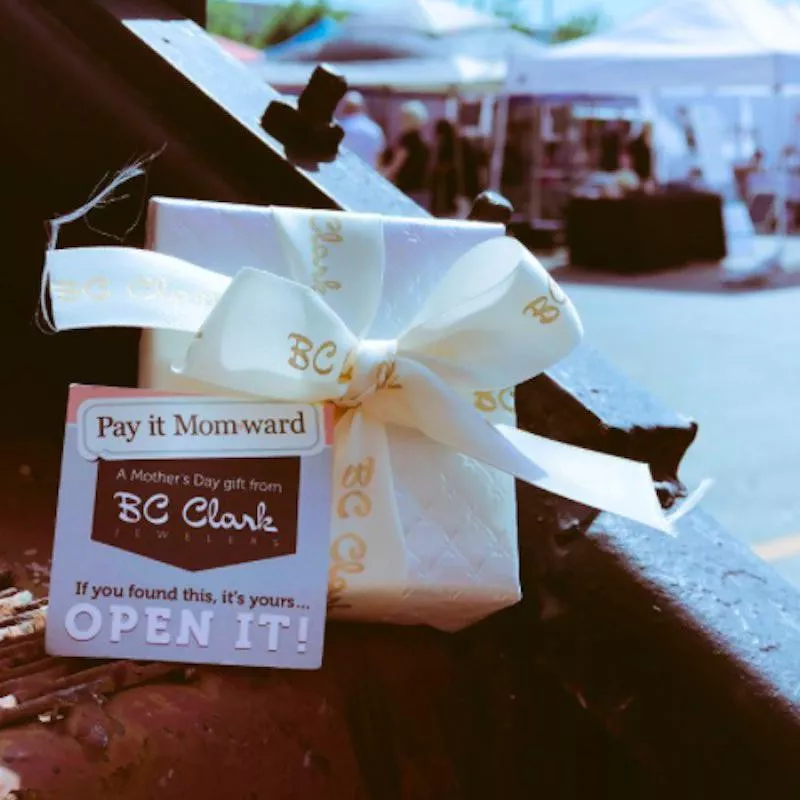 Clark
BC Clark
BC
BC
BC Clark
Pay it Mom-ward
A Mother's Day gift from
BC Clark
JEWELERS
If you found this, it's yours...
OPEN IT!